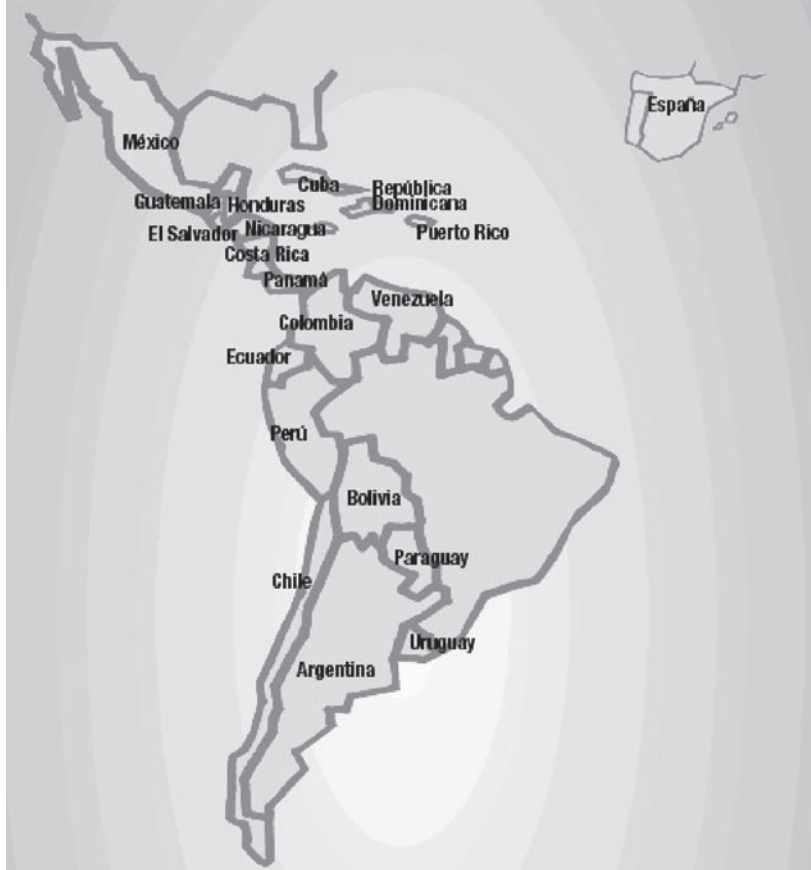 España
México
Cuba
República
Dominicana
Guatemala
Honduras
Puerto Rico
El Salvador
Nicaragua
Costa Rica
Panamá
Venezuela
Colombia
Ecuador
Perú
Bolivia
Paraguay
Chile
Uruguay
Argentina